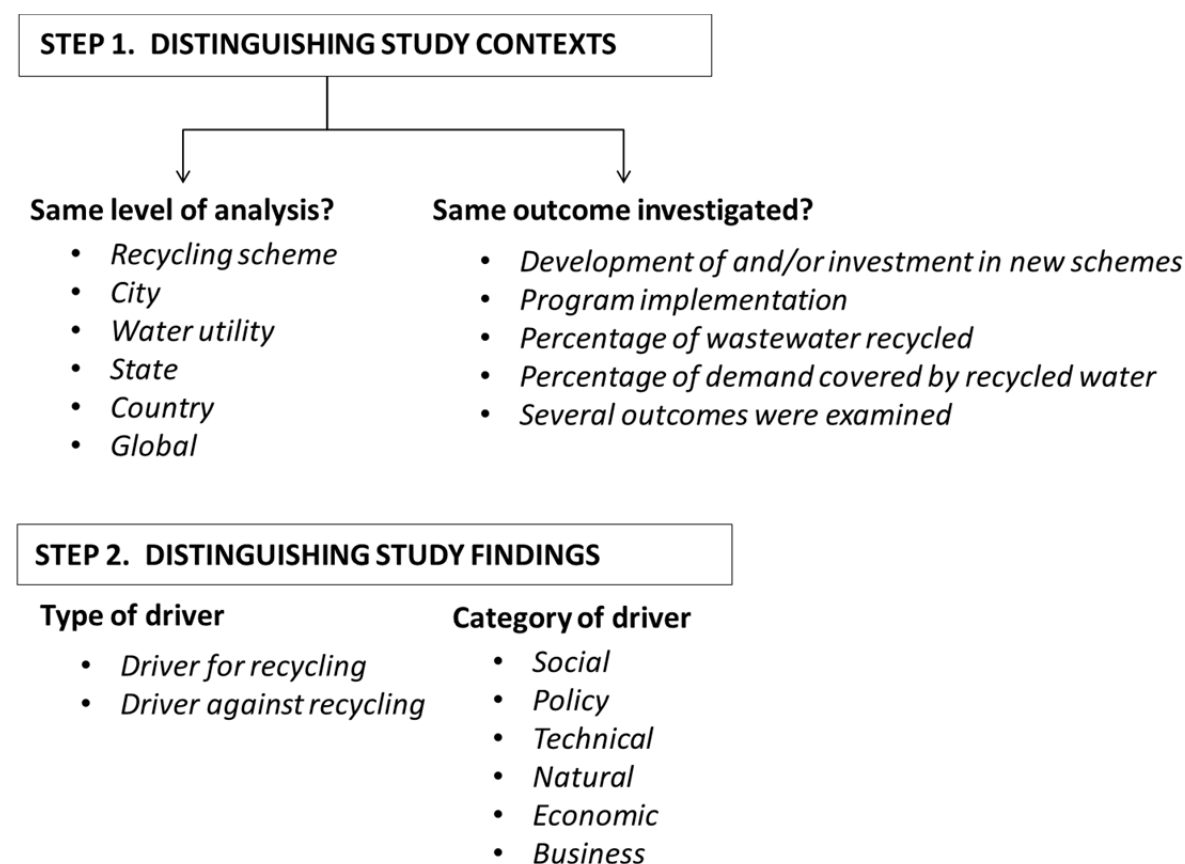 STEP 1. DISTINGUISHING STUDY CONTEXTS
Same level of analysis?
• Recycling scheme
• City
• Water utility
• State
• Country
• Global
Same outcome investigated?
• Development of and/or investment in new schemes
• Program implementation
• Percentage of wastewater recycled
• Percentage of demand covered by recycled water
• Several outcomes were examined
STEP 2. DISTINGUISHING STUDY FINDINGS
Type of driver
• Driver for recycling
• Driver against recycling
Category of driver
• Social
• Policy
• Technical
• Natural
• Economic
• Business